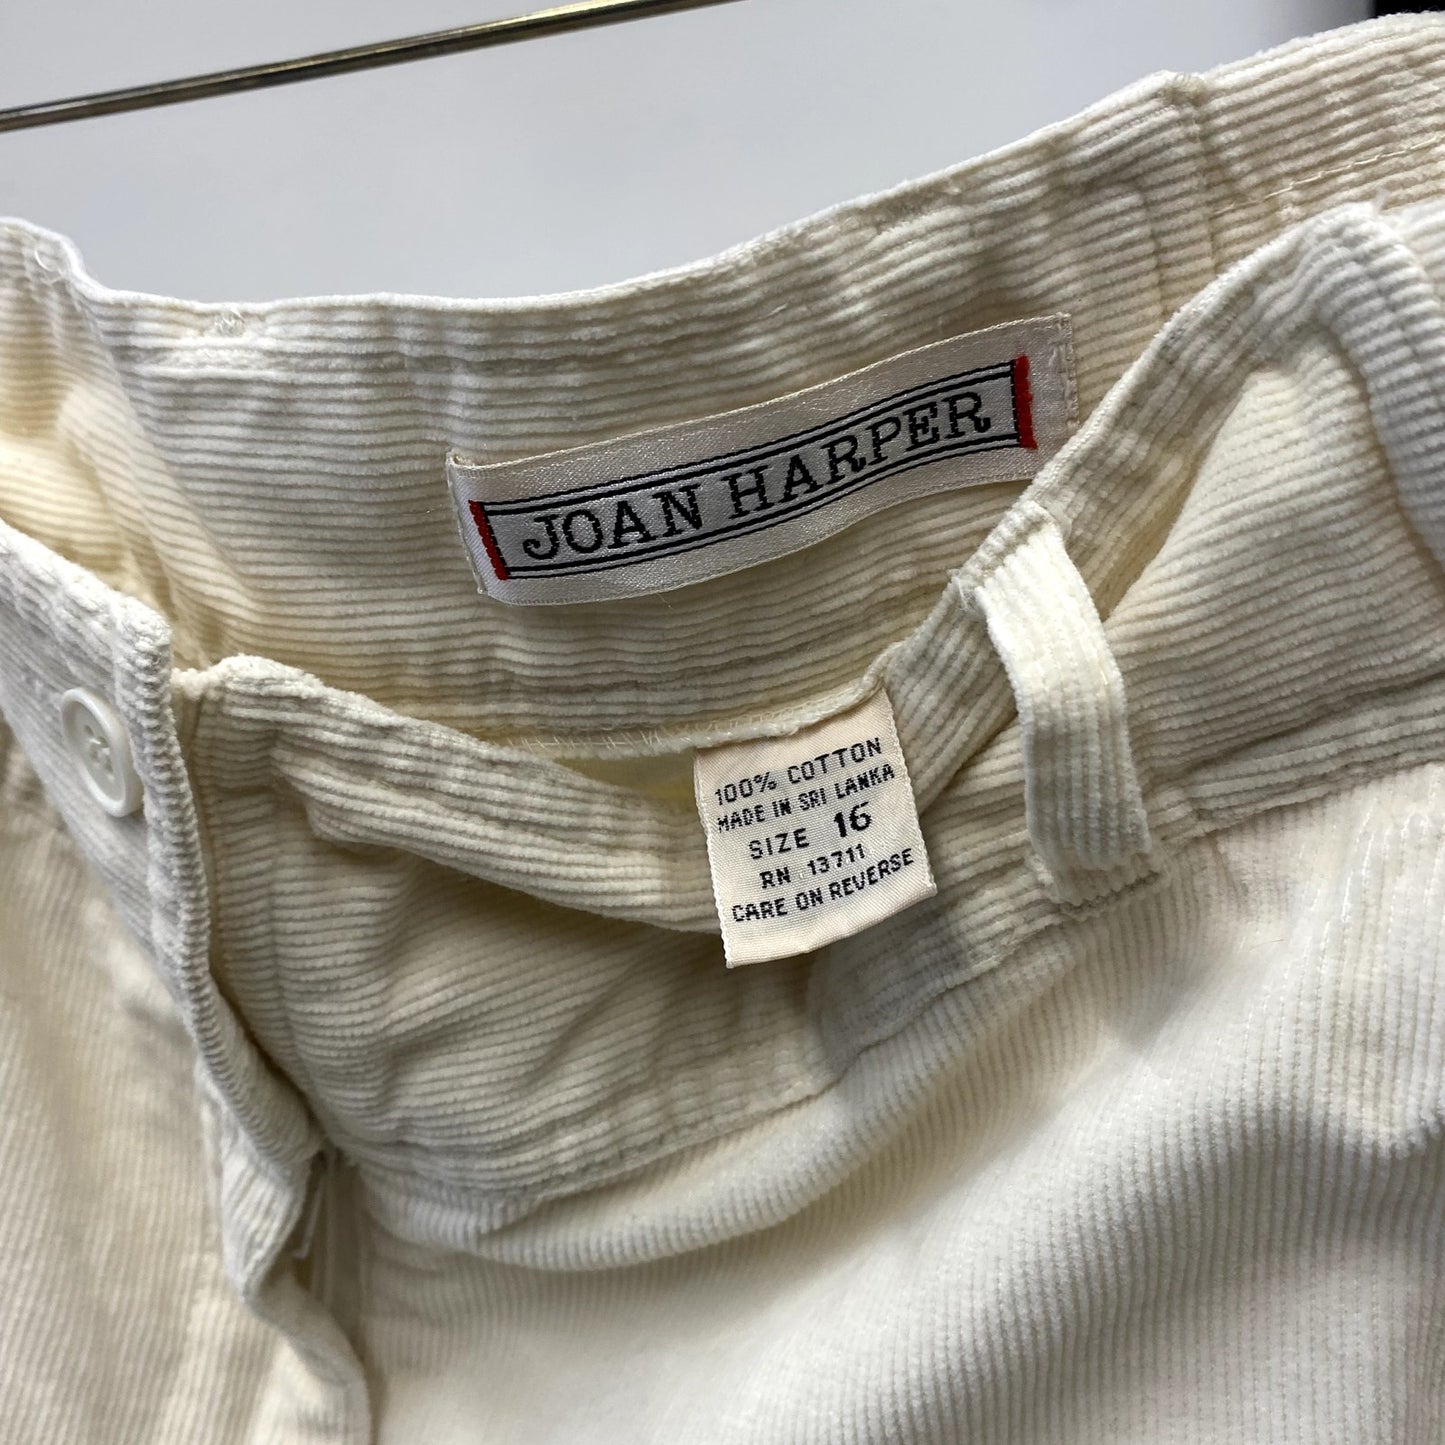 JOAN HARPER
100% COTTON
MADE IN SRI LANKA
SIZE 16
RN 13711
CARE ON REVERSE